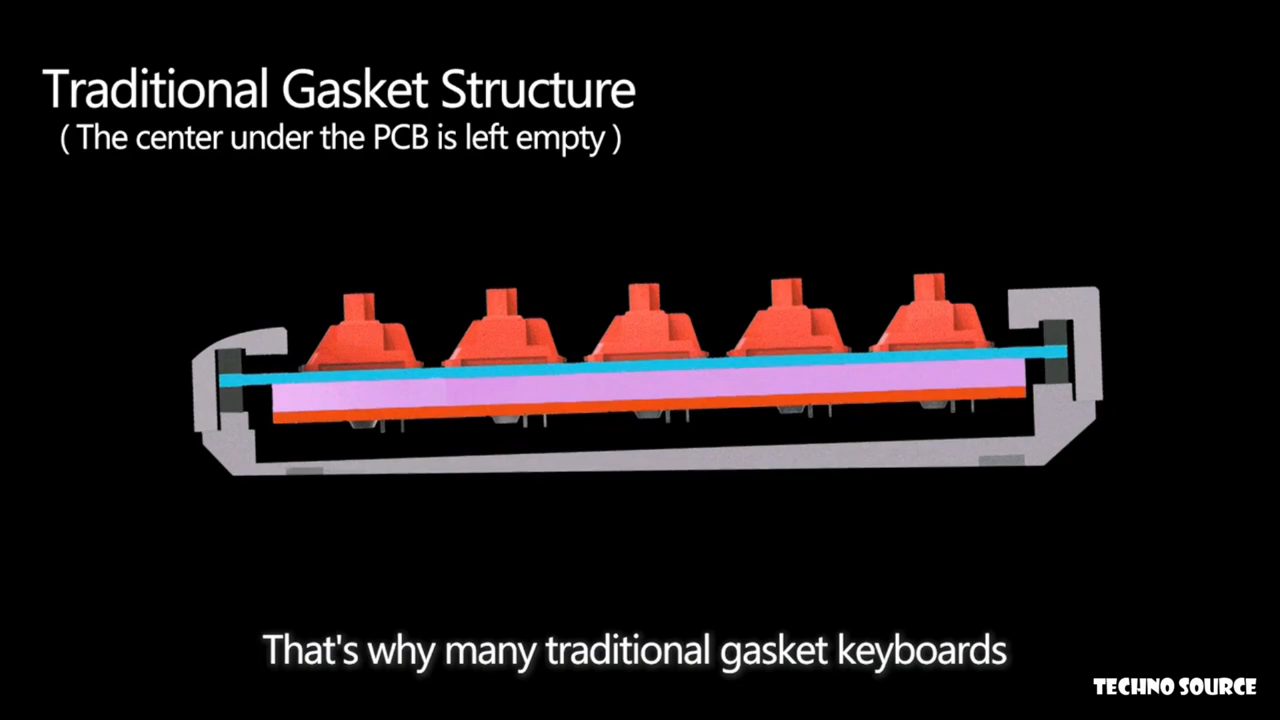 Traditional Gasket Structure
( The center under the PCB is left empty )
That's why many traditional gasket keyboards
TECHNO SOURCE